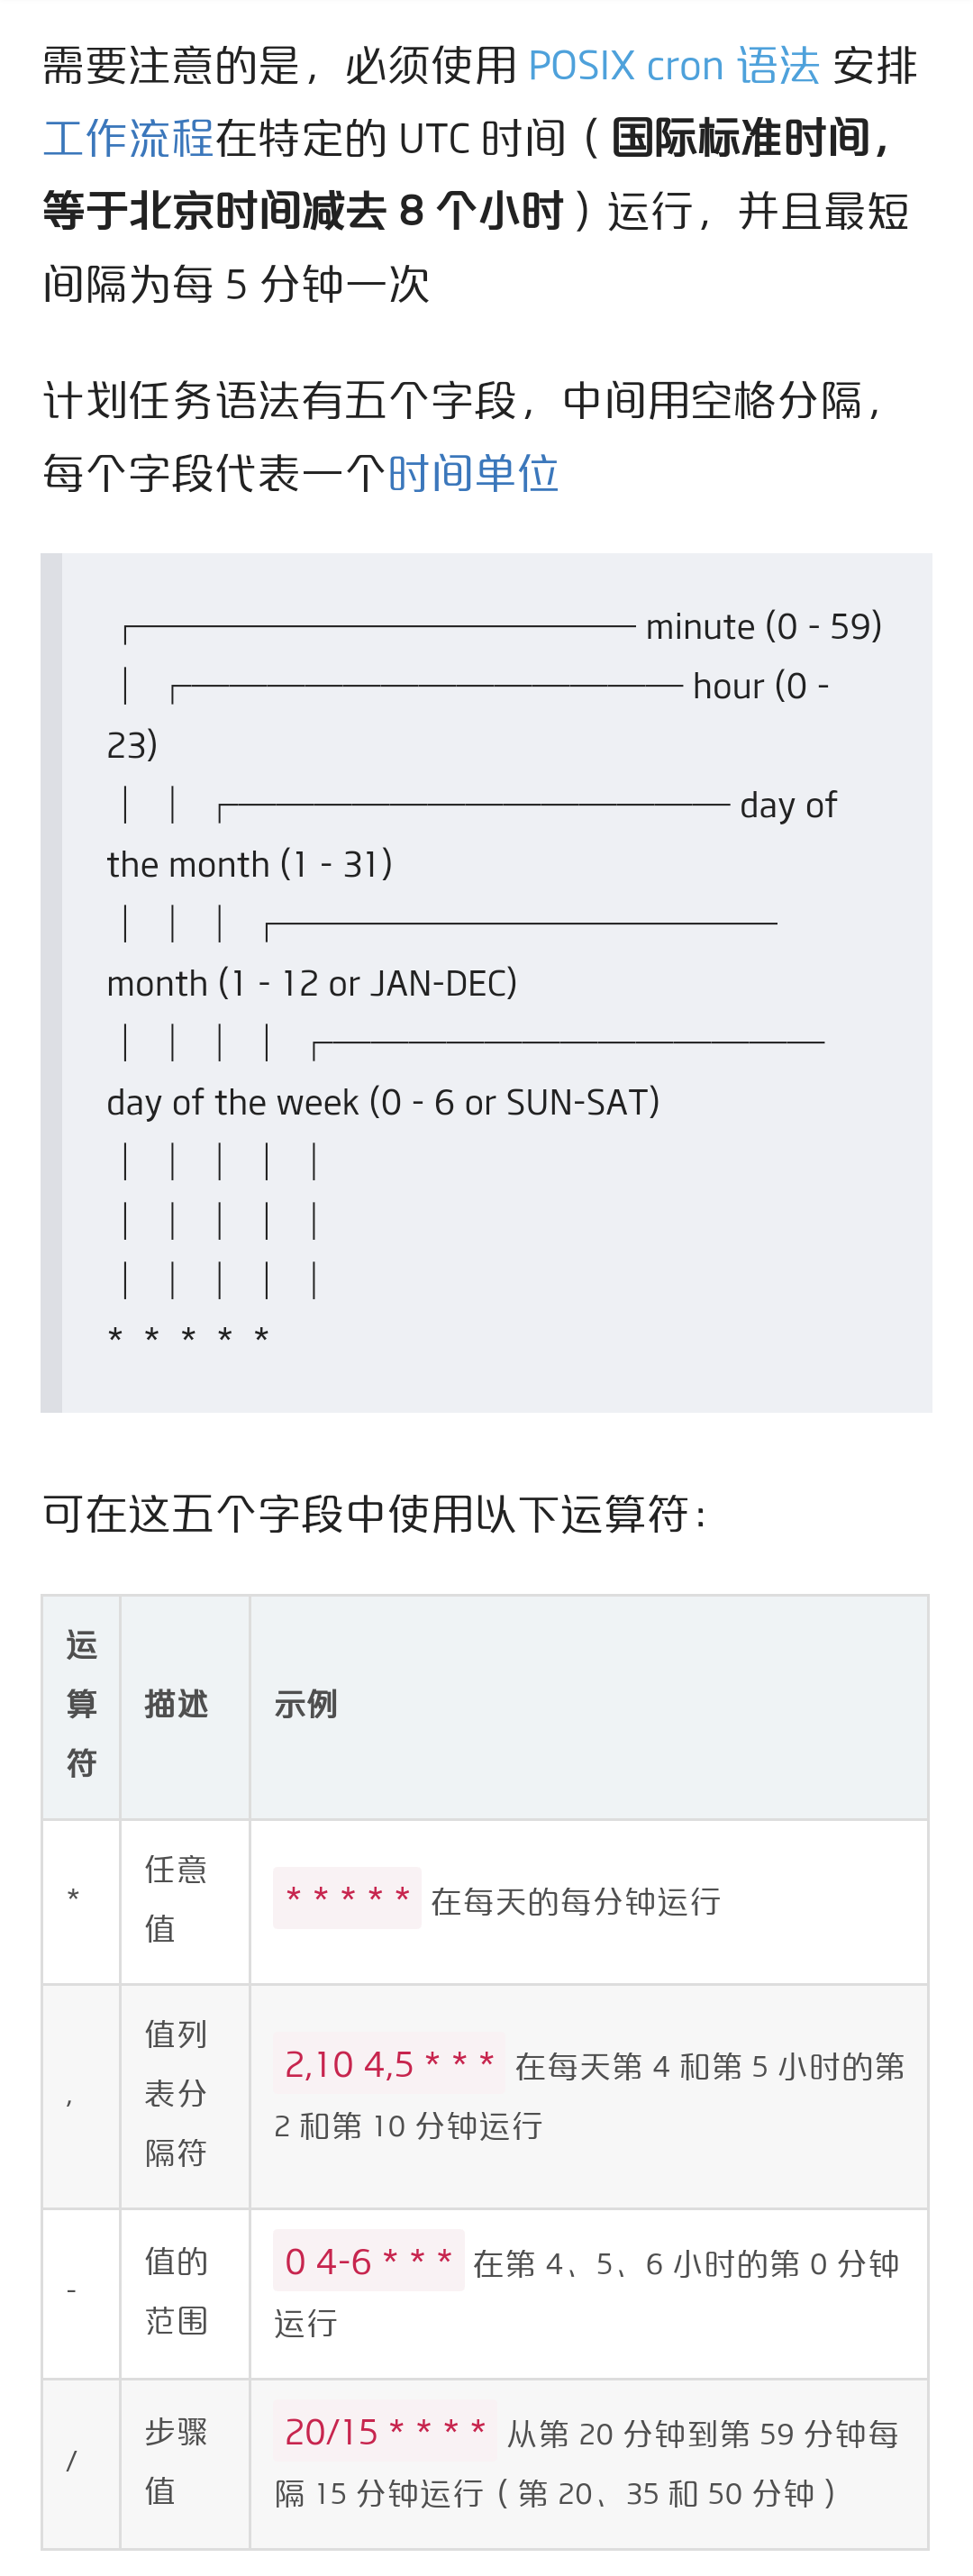 需要注意的是，必须使用 POSIX cron 语法 安排
工作流程在特定的 UTC 时间（国际标准时间，
等于北京时间减去 8 个小时）运行，并且最短
间隔为每 5 分钟一次
计划任务语法有五个字段，中间用空格分隔，
每个字段代表一个时间单位
┌───────────── minute (0 - 59)
│ ┌───────────── hour (0 -
23)
│ │ ┌───────────── day of
the month (1 - 31)
│ │ │ ┌─────────────
month (1 - 12 or JAN-DEC)
│ │ │ │ ┌─────────────
day of the week (0 - 6 or SUN-SAT)
│ │ │ │ │
│ │ │ │ │
│ │ │ │ │
* * * * *
可在这五个字段中使用以下运算符：
运
算
符
描述
示例
*
任意
值
* * * * * 在每天的每分钟运行
,
值列
表分
隔符
2,10 4,5 * * * 在每天第 4 和第 5 小时的第
2 和第 10 分钟运行
-
值的
范围
0 4-6 * * * 在第 4、5、6 小时的第 0 分钟
运行
/
步骤
值
20/15 * * * * 从第 20 分钟到第 59 分钟每
隔 15 分钟运行（第 20、35 和 50 分钟）